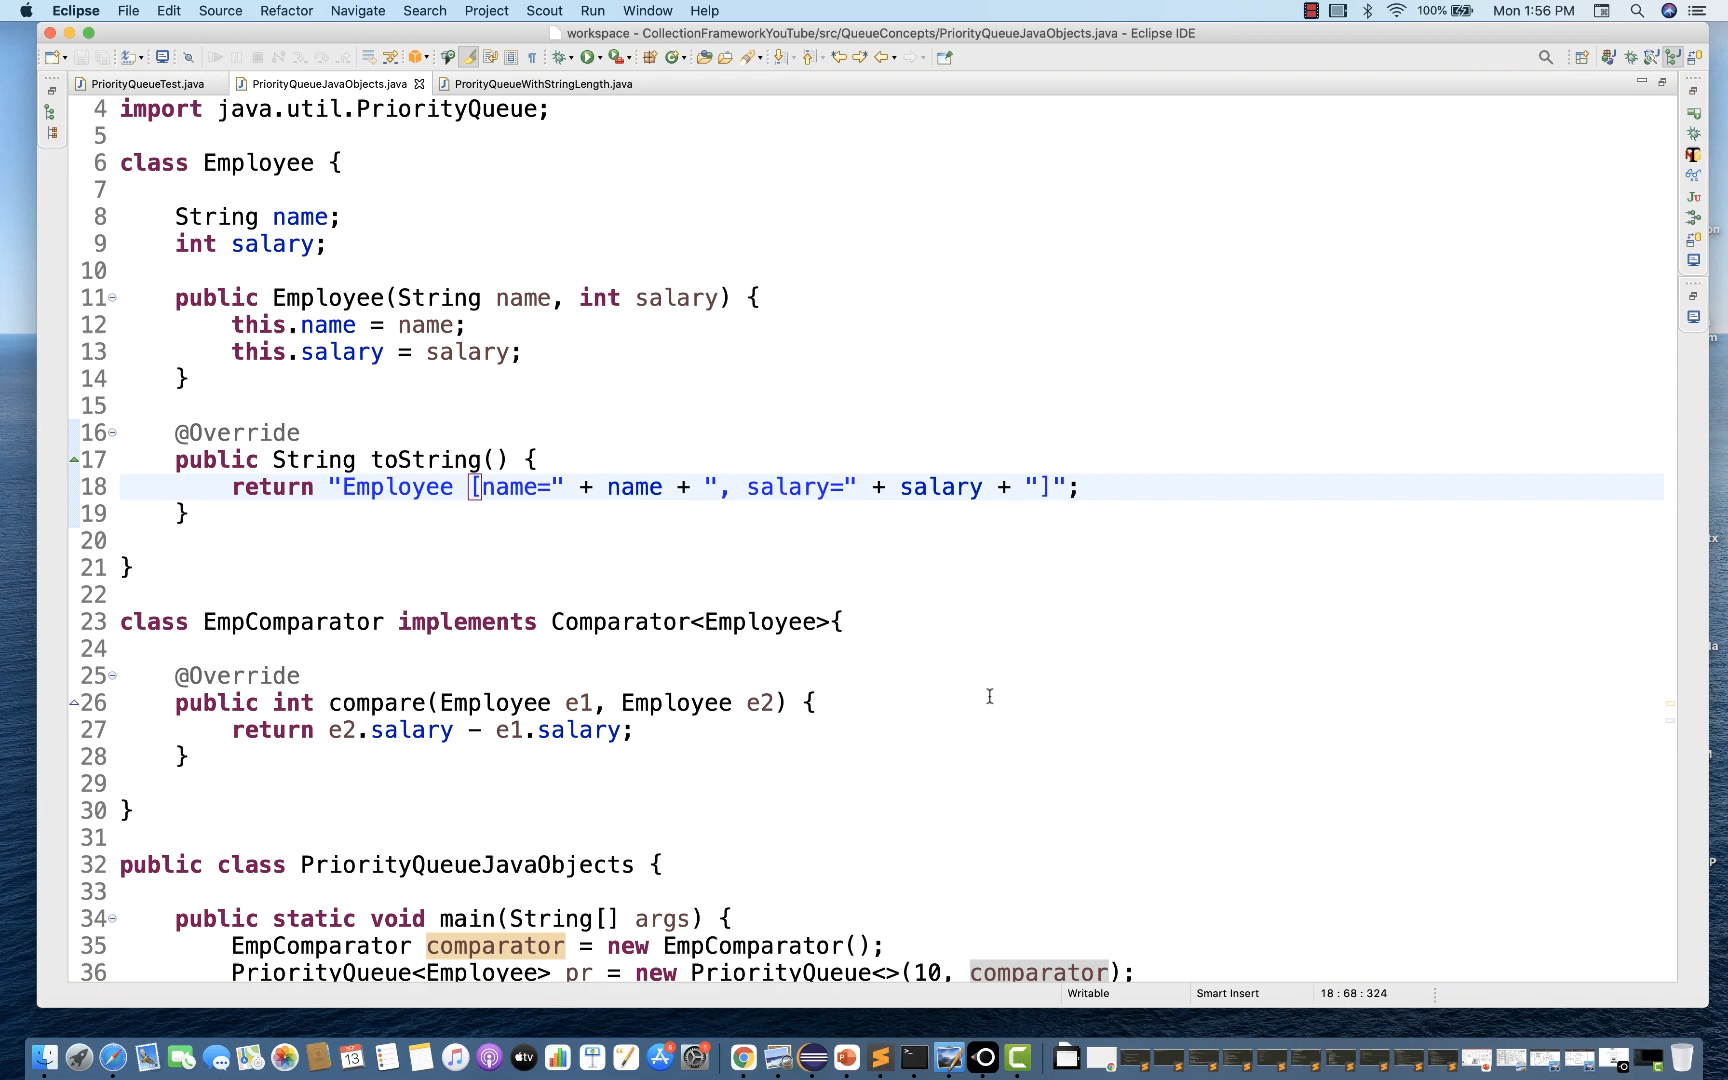 Eclipse File Edit Source Refactor Navigate Search Project Scout Run Window Help 100% Mon 1:56 PM
workspace - CollectionFrameworkYouTube/src/QueueConcepts/PriorityQueueJavaObjects.java - Eclipse IDE
PriorityQueueTest.java PriorityQueueJavaObjects.java ProrityQueueWithStringLength.java
4 import java.util.PriorityQueue;
5
6 class Employee {
7
8 String name;
9 int salary;
10
11 public Employee(String name, int salary) {
12 this.name = name;
13 this.salary = salary;
14 }
15
16 @Override
17 public String toString() {
18 return "Employee [name=" + name + ", salary=" + salary + "]";
19 }
20
21 }
22
23 class EmpComparator implements Comparator<Employee>{
24
25 @Override
26 public int compare(Employee e1, Employee e2) {
27 return e2.salary - e1.salary;
28 }
29
30 }
31
32 public class PriorityQueueJavaObjects {
33
34 public static void main(String[] args) {
35 EmpComparator comparator = new EmpComparator();
36 PriorityQueue<Employee> pr = new PriorityQueue<>(10, comparator);
Writable Smart Insert 18 : 68 : 324